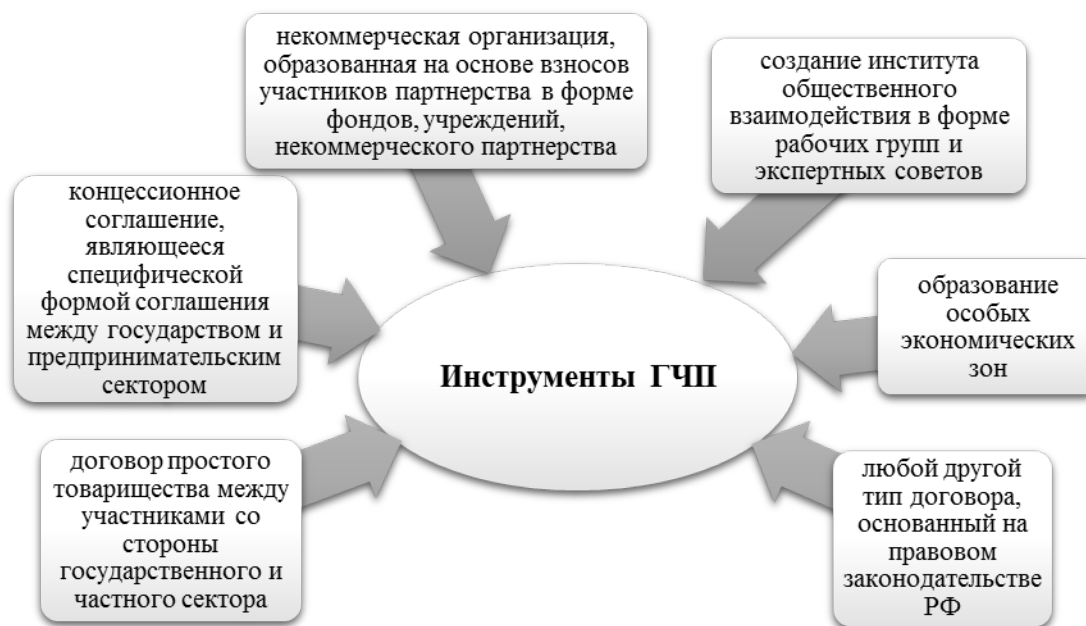 некоммерческая организация,
образованная на основе взносов
участников партнерства в форме
фондов, учреждений,
некоммерческого партнерства
создание института
общественного
взаимодействия в форме
рабочих групп и
экспертных советов
концессионное
соглашение,
являющееся
специфической
формой соглашения
между государством и
предпринимательским
сектором
образование
особых
экономических
зон
Инструменты ГЧП
договор простого
товарищества между
участниками со
стороны
государственного и
частного сектора
любой другой
тип договора,
основанный на
правовом
законодательстве
РФ